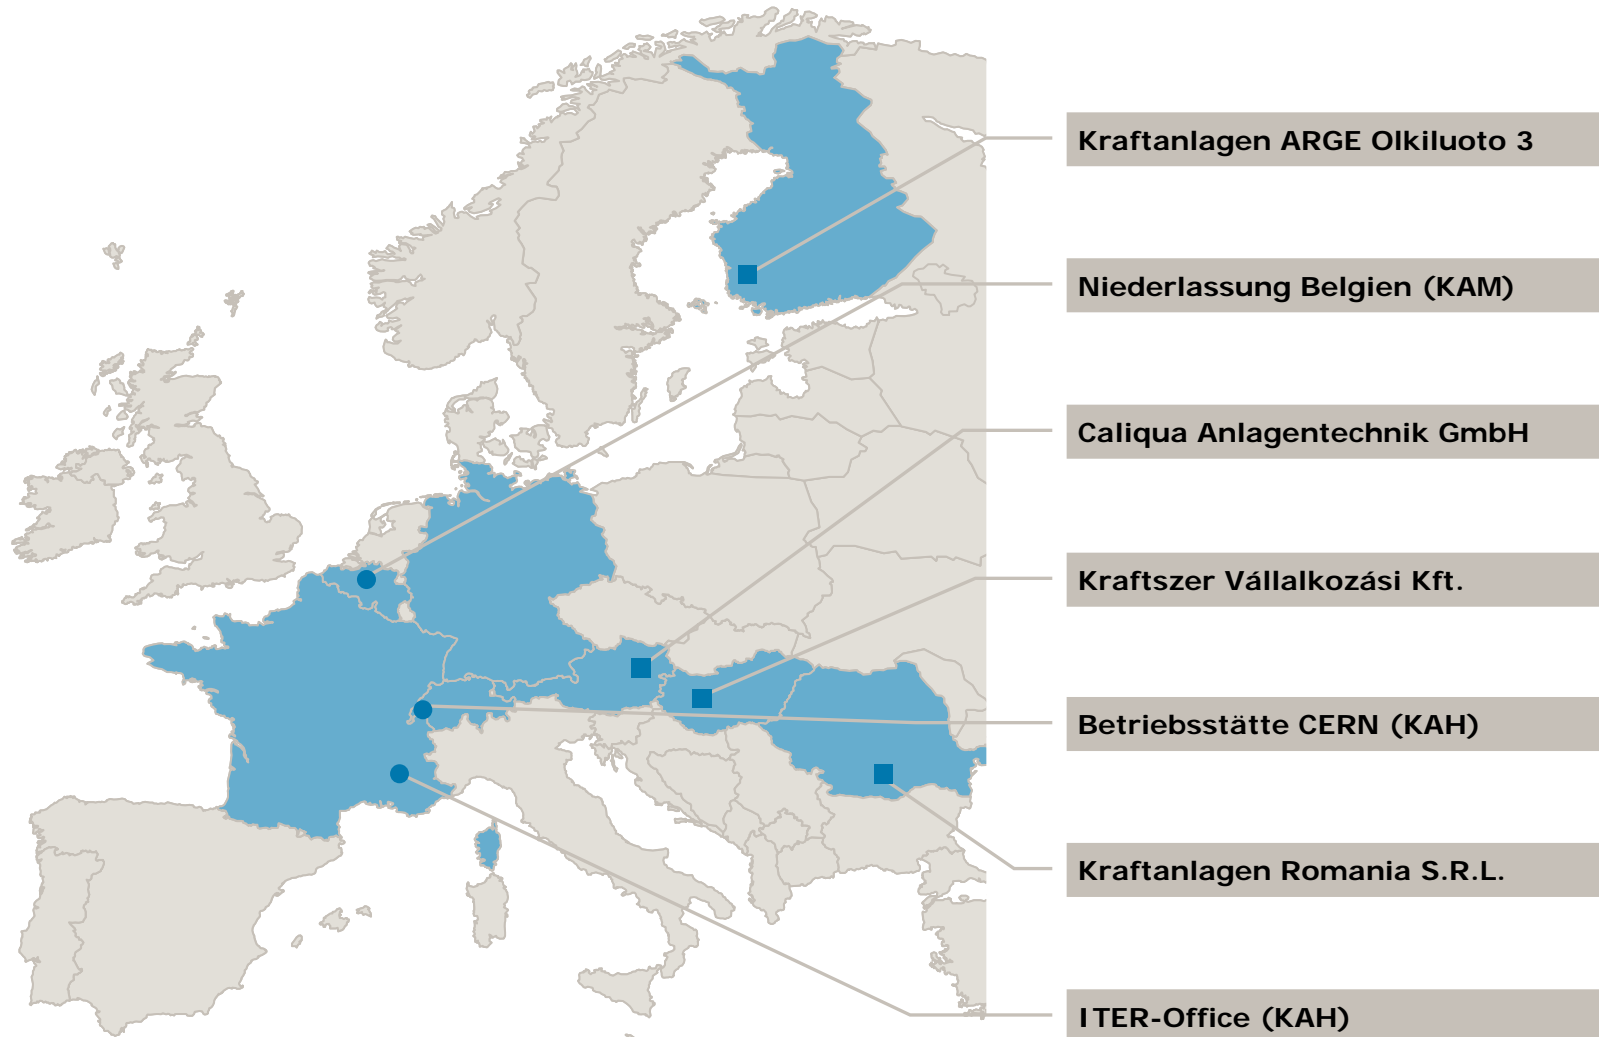 Kraftanlagen ARGE Olkiluoto 3
Niederlassung Belgien (KAM)
Caliqua Anlagentechnik GmbH
Kraftszer Vállalkozási Kft.
Betriebsstätte CERN (KAH)
Kraftanlagen Romania S.R.L.
ITER-Office (KAH)